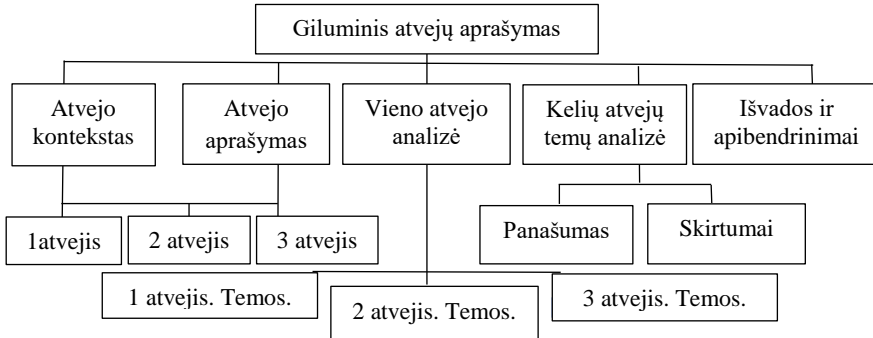 Giluminis atvejų aprašymas
Atvejo
kontekstas
Atvejo
aprašymas
Vieno atvejo
analizė
Kelių atvejų
temų analizė
Išvados ir
apibendrinimai
1atvejis
2 atvejis
3 atvejis
Panašumas
Skirtumai
1 atvejis. Temos.
2 atvejis. Temos.
3 atvejis. Temos.